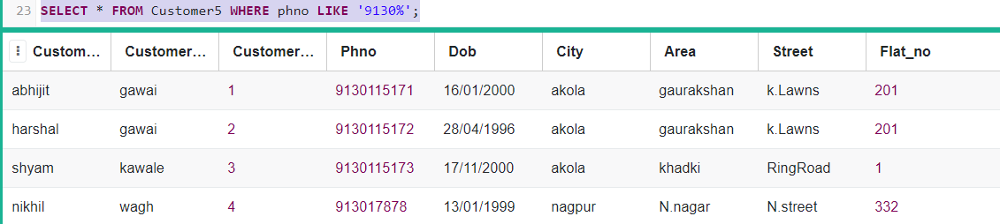 23 SELECT * FROM Customer5 WHERE phno LIKE '9130%';
Custom… Customer… Customer… Phno Dob City Area Street Flat_no
abhijit gawai 1 9130115171 16/01/2000 akola gaurakshan k.Lawns 201
harshal gawai 2 9130115172 28/04/1996 akola gaurakshan k.Lawns 201
shyam kawale 3 9130115173 17/11/2000 akola khadki RingRoad 1
nikhil wagh 4 913017878 13/01/1999 nagpur N.nagar N.street 332